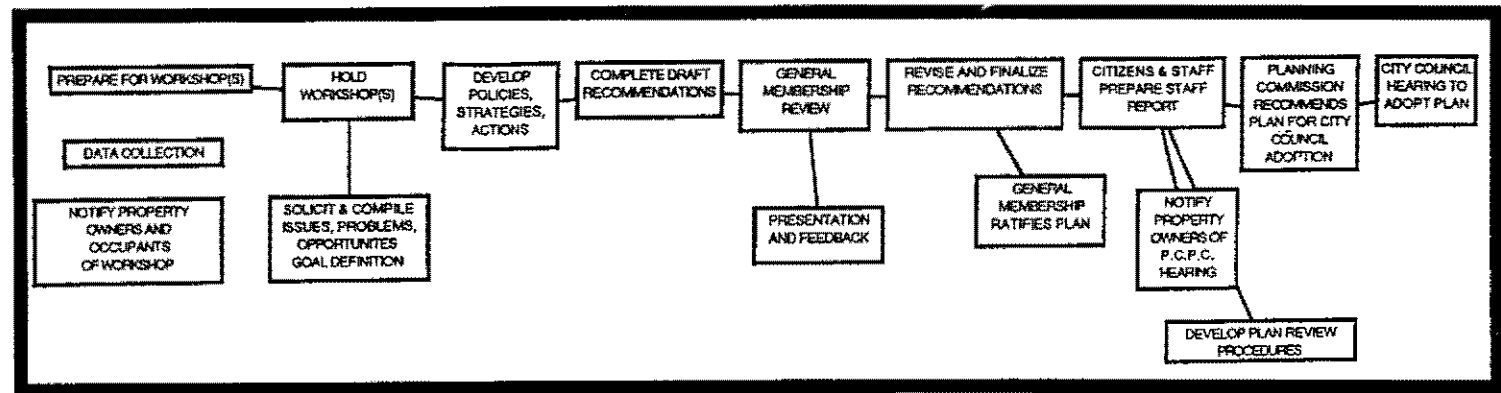 PREPARE FOR WORKSHOP(S)
DATA COLLECTION
NOTIFY PROPERTY
OWNERS AND
OCCUPANTS
OF WORKSHOP
HOLD
WORKSHOP(S)
SOLICIT & COMPILE
ISSUES, PROBLEMS,
OPPORTUNITES
GOAL DEFINITION
DEVELOP
POLICIES,
STRATEGIES,
ACTIONS
COMPLETE DRAFT
RECOMMENDATIONS
GENERAL
MEMBERSHIP
REVIEW
PRESENTATION
AND FEEDBACK
REVISE AND FINALIZE
RECOMMENDATIONS
GENERAL
MEMBERSHIP
RATIFIES PLAN
CITIZENS & STAFF
PREPARE STAFF
REPORT
NOTIFY
PROPERTY
OWNERS OF
P.C.P.C.
HEARING
DEVELOP PLAN REVIEW
PROCEDURES
PLANNING
COMMISSION
RECOMMENDS
PLAN FOR CITY
COUNCIL
ADOPTION
CITY COUNCIL
HEARING TO
ADOPT PLAN